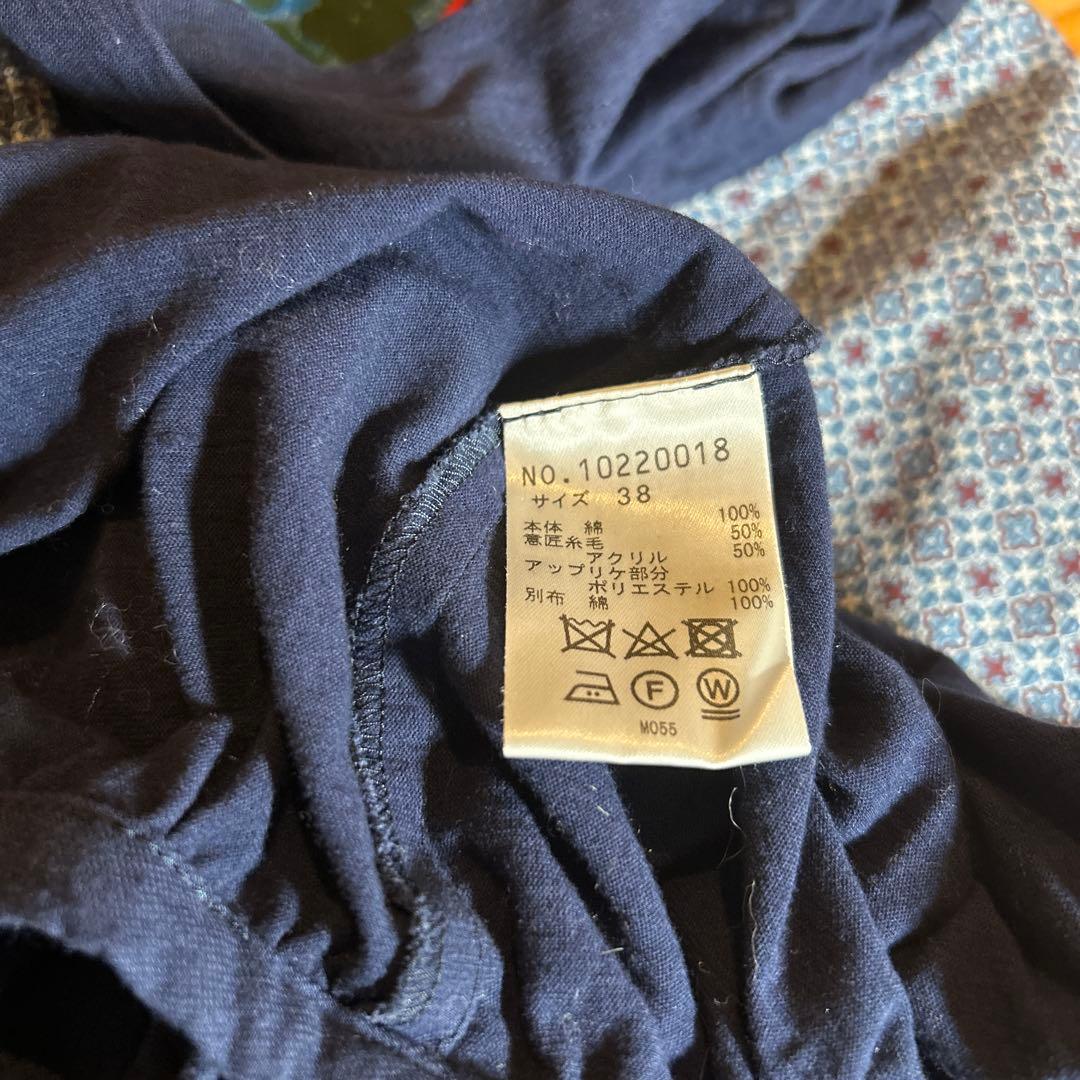 NO.10220018
サイズ 38
本体 綿 100%
意匠糸毛 50%
アクリル 50%
アップリケ部分
ポリエステル 100%
別布 綿 100%
F W
M055